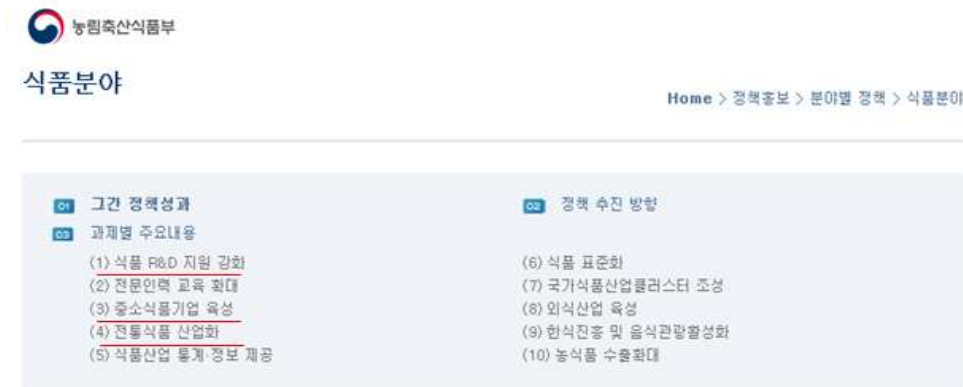 농림축산식품부
식품분야
Home > 정책홍보 > 분야별 정책 > 식품분야
01 그간 정책성과
02 정책 추진 방향
03 과제별 주요내용
(1) 식품 R&D 지원 강화
(2) 전문인력 교육 확대
(3) 중소식품기업 육성
(4) 전통식품 산업화
(5) 식품산업 통계·정보 제공
(6) 식품 표준화
(7) 국가식품산업클러스터 조성
(8) 외식산업 육성
(9) 한식진흥 및 음식관광활성화
(10) 농식품 수출확대